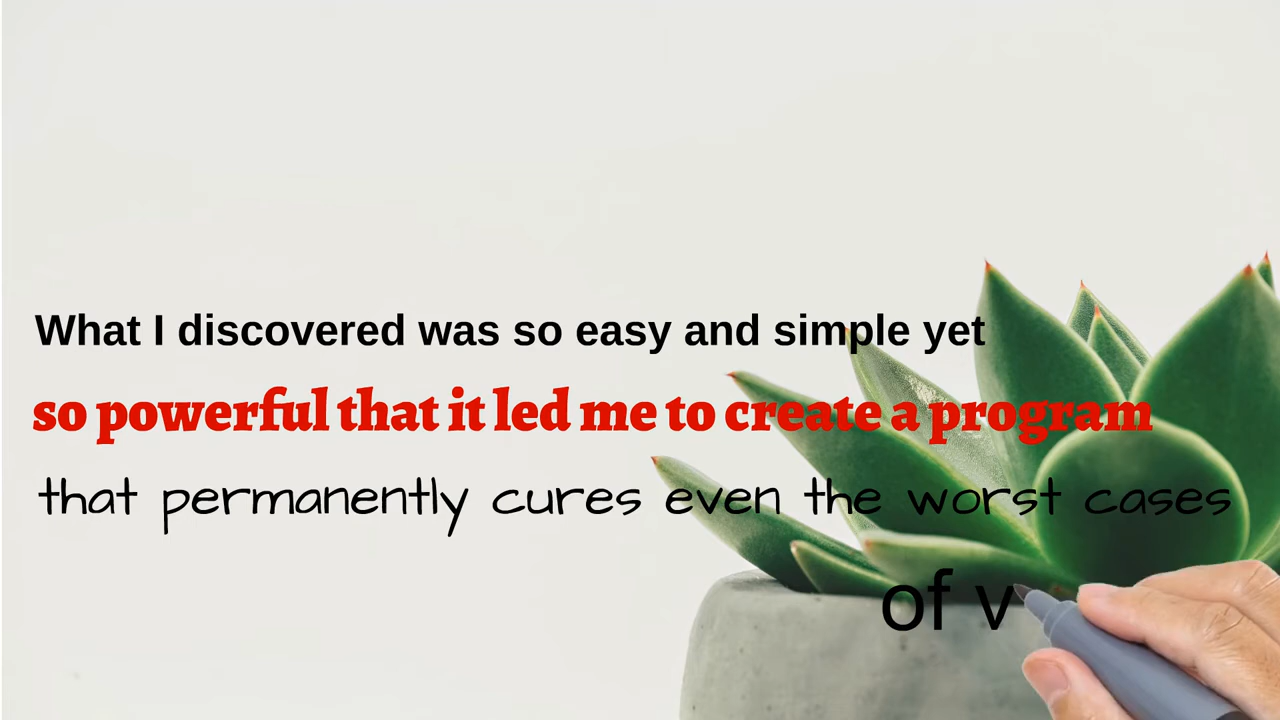 What I discovered was so easy and simple yet
so powerful that it led me to create a program
that permanently cures even the worst cases
of v